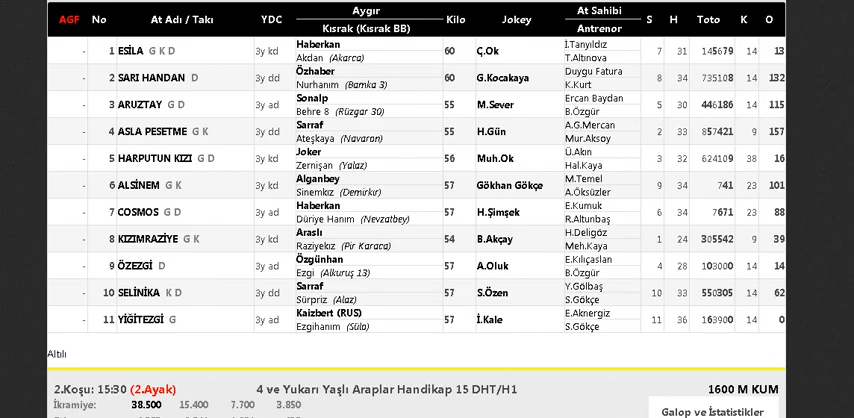 AGF No At Adı / Takı YDC Aygır Kilo Jokey At Sahibi S H Toto K O
Kısrak (Kısrak BB) Antrenor
- 1 ESİLA G K D 3y kd Haberkan 60 Ç.Ok İ.Tanyıldız 7 31 145679 14 13
Akdan (Akarca) T.Altınova
- 2 SARI HANDAN D 3y dd Özhaber 60 G.Kocakaya Duygu Fatura 8 34 735108 14 132
Nurhanım (Bamka 3) K.Kurt
- 3 ARUZTAY G D 3y ad Sonalp 55 M.Sever Ercan Baydan 5 30 446186 14 115
Behre 8 (Rüzgar 30) B.Özgür
- 4 ASLA PESETME G K 3y dd Sarraf 55 H.Gün A.G.Mercan 2 33 857421 9 157
Ateşkaya (Navaron) Mur.Aksoy
- 5 HARPUTUN KIZI G D 3y kd Joker 56 Muh.Ok Ü.Akın 3 32 624109 38 16
Zernişan (Yalaz) Hal.Kaya
- 6 ALSİNEM G K 3y kd Alganbey 57 Gökhan Gökçe M.Temel 9 34 741 23 101
Sinemkız (Demirkır) A.Öksüzler
- 7 COSMOS G D 3y ad Haberkan 57 H.Şimşek E.Kumuk 6 34 7671 23 88
Düriye Hanım (Nevzatbey) R.Altunbaş
- 8 KIZIMRAZİYE G K 3y kd Araslı 54 B.Akçay H.Deligöz 1 24 305542 9 39
Raziyekız (Pir Karaca) Meh.Kaya
- 9 ÖZEZGİ D 3y ad Özgünhan 57 A.Oluk E.Kılıçaslan 4 28 103000 14 14
Ezgi (Alkuruş 13) B.Özgür
- 10 SELİNİKA K D 3y dd Sarraf 57 S.Özen Y.Gölbaş 10 33 550305 14 62
Sürpriz (Alaz) S.Gökçe
- 11 YİĞİTEZGİ G 3y ad Kaizbert (RUS) 57 İ.Kale E.Aknergiz 11 36 163900 14 0
Ezgihanım (Sülo) S.Gökçe
Altılı
2.Koşu: 15:30 (2.Ayak) 4 ve Yukarı Yaşlı Araplar Handikap 15 DHT/H1 1600 M KUM
İkramiye: 38.500 15.400 7.700 3.850
Galop ve İstatistikler